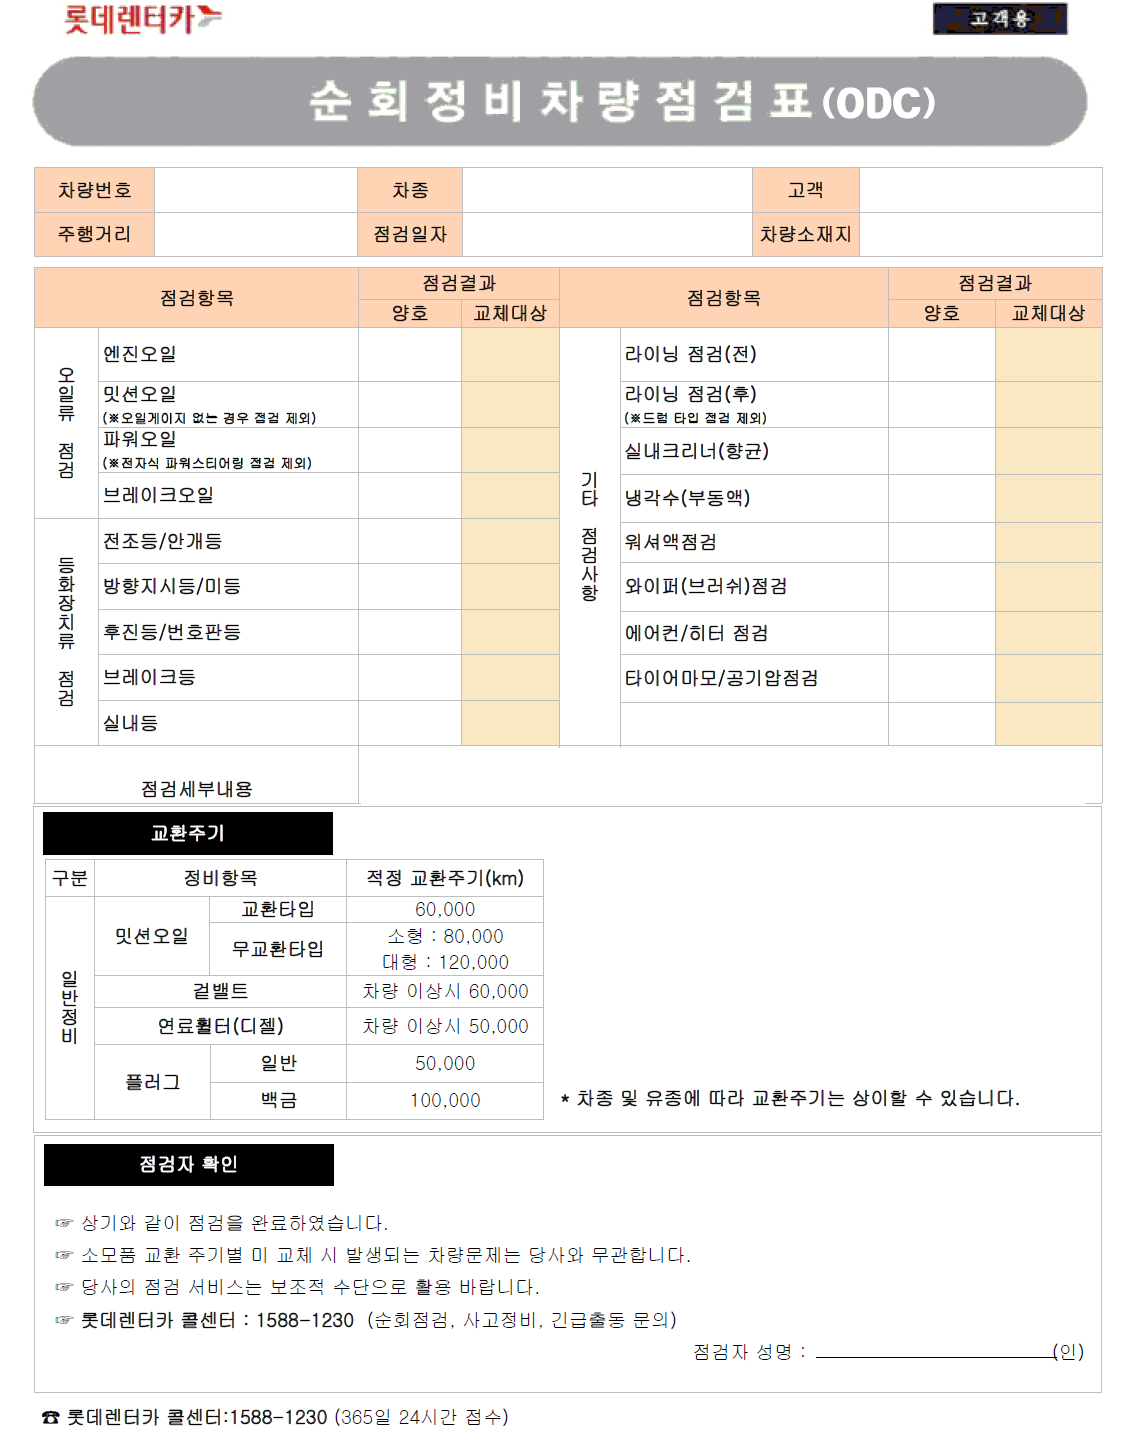 롯데렌터카
고객용
순회정비차량점검표(ODC)
차량번호 차종 고객
주행거리 점검일자 차량소재지
점검항목 점검결과 점검항목 점검결과
양호 교체대상 양호 교체대상
오일류 점검
엔진오일
밋션오일
(※오일게이지 없는 경우 점검 제외)
파워오일
(※전자식 파워스티어링 점검 제외)
브레이크오일
등화장치류 점검
전조등/안개등
방향지시등/미등
후진등/번호판등
브레이크등
실내등
기타 점검사항
라이닝 점검(전)
라이닝 점검(후)
(※드럼 타입 점검 제외)
실내크리너(향균)
냉각수(부동액)
워셔액점검
와이퍼(브러쉬)점검
에어컨/히터 점검
타이어마모/공기압점검
점검세부내용
교환주기
구분 정비항목 적정 교환주기(km)
일반정비
밋션오일 교환타입 60,000
무교환타입 소형 : 80,000
대형 : 120,000
겉밸트 차량 이상시 60,000
연료휠터(디젤) 차량 이상시 50,000
플러그 일반 50,000
백금 100,000
* 차종 및 유종에 따라 교환주기는 상이할 수 있습니다.
점검자 확인
☞ 상기와 같이 점검을 완료하였습니다.
☞ 소모품 교환 주기별 미 교체 시 발생되는 차량문제는 당사와 무관합니다.
☞ 당사의 점검 서비스는 보조적 수단으로 활용 바랍니다.
☞ 롯데렌터카 콜센터 : 1588-1230 (순회점검, 사고정비, 긴급출동 문의)
점검자 성명 : (인)
☎ 롯데렌터카 콜센터:1588-1230 (365일 24시간 접수)